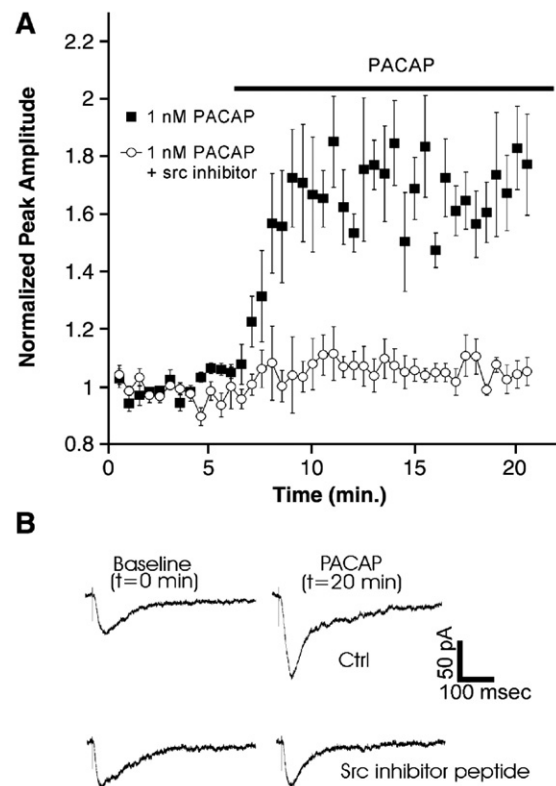 A
PACAP
1 nM PACAP
1 nM PACAP
+ src inhibitor
Normalized Peak Amplitude
2.2
2
1.8
1.6
1.4
1.2
1
0.8
0
5
10
15
20
Time (min.)
B
Baseline
(t=0 min)
PACAP
(t=20 min)
Ctrl
50 pA
100 msec
Src inhibitor peptide